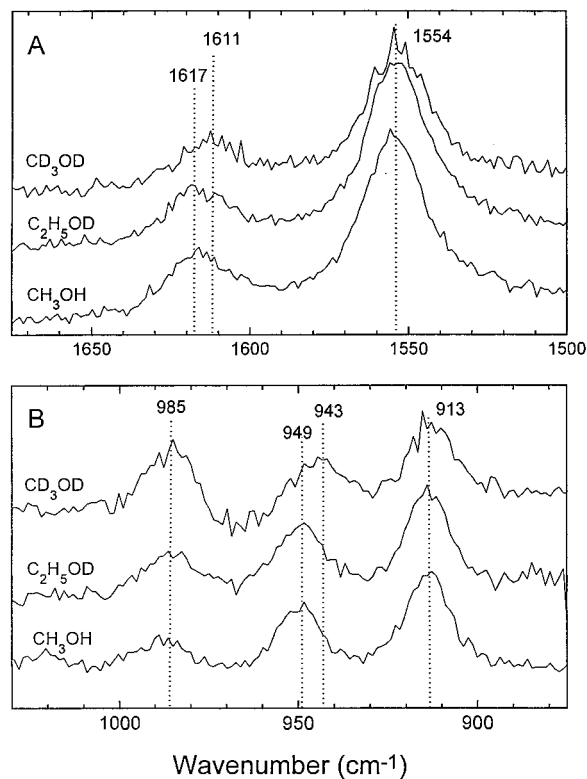 A
1617
1611
1554
CD₃OD
C₂H₅OD
CH₃OH
1650 1600 1550 1500
B
985
949
943
913
CD₃OD
C₂H₅OD
CH₃OH
1000 950 900
Wavenumber (cm⁻¹)